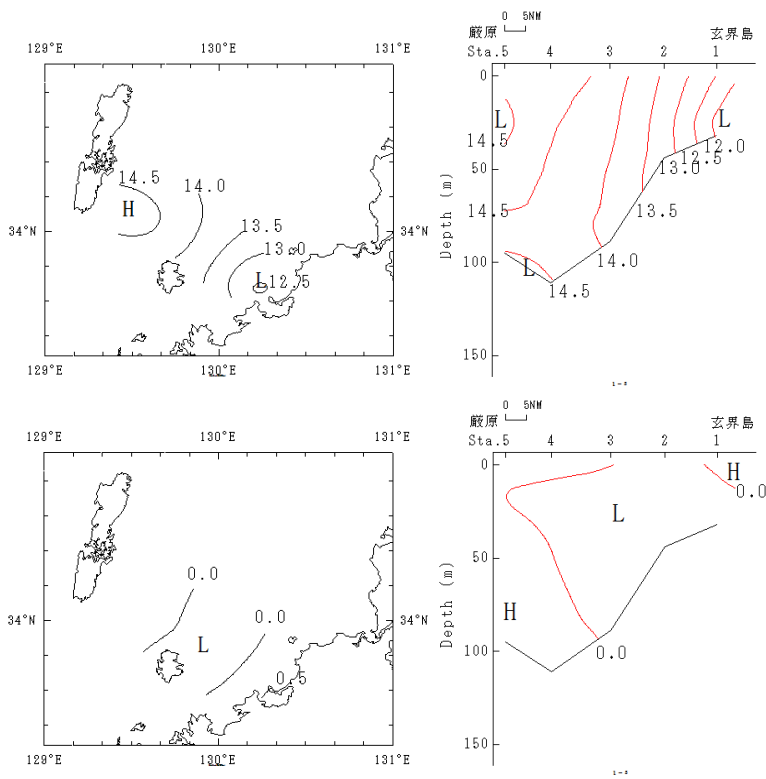 129°E 130°E 131°E
14.5
14.0
H
13.5
34°N 34°N
13.0
L 12.5
129°E 130°E 131°E
0 5NM
厳原 玄界島
Sta.5 4 3 2 1
0
L L
14.5 12.0
12.5
50 13.0
14.5 13.5
Depth (m)
100 14.0
L
14.5
150
1-2
129°E 130°E 131°E
0.0
0.0
34°N 34°N
L
0.5
129°E 130°E 131°E
0 5NM
厳原 玄界島
Sta.5 4 3 2 1
0 H
0.0
L
50
Depth (m)
H
100 0.0
150
1-2